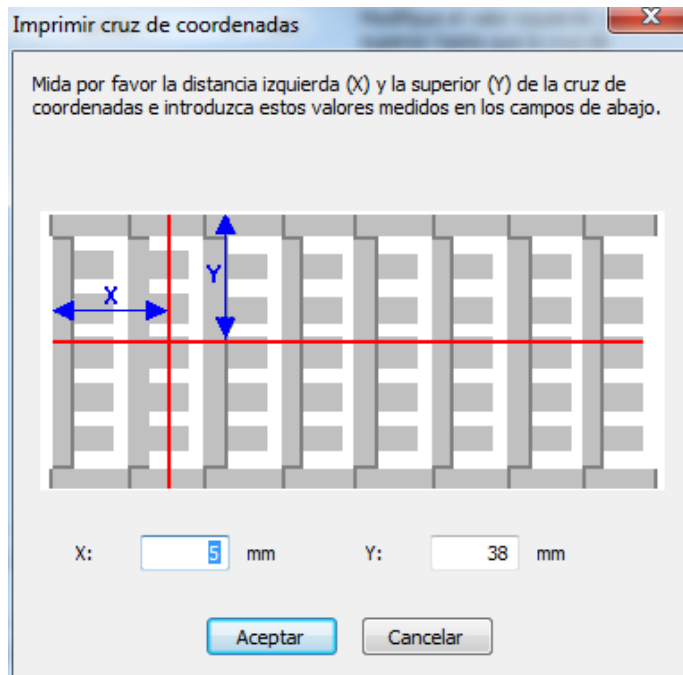 Imprimir cruz de coordenadas
X
Mida por favor la distancia izquierda (X) y la superior (Y) de la cruz de
coordenadas e introduzca estos valores medidos en los campos de abajo.
Y
X
X: 5 mm Y: 38 mm
Aceptar Cancelar